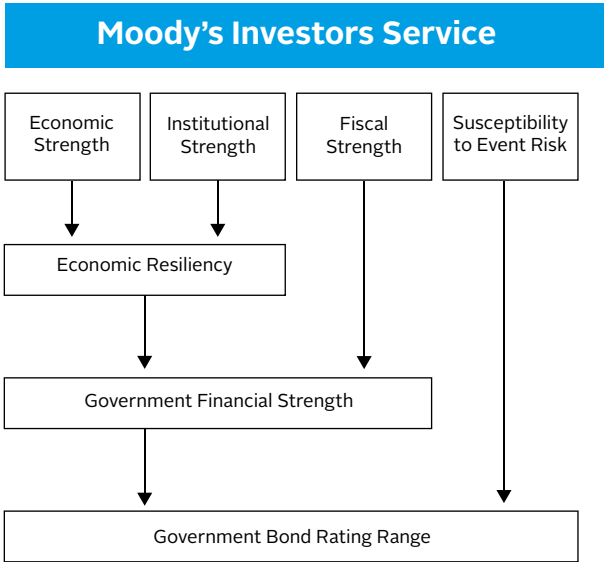 Moody's Investors Service
Economic
Strength
Institutional
Strength
Fiscal
Strength
Susceptibility
to Event Risk
Economic Resiliency
Government Financial Strength
Government Bond Rating Range